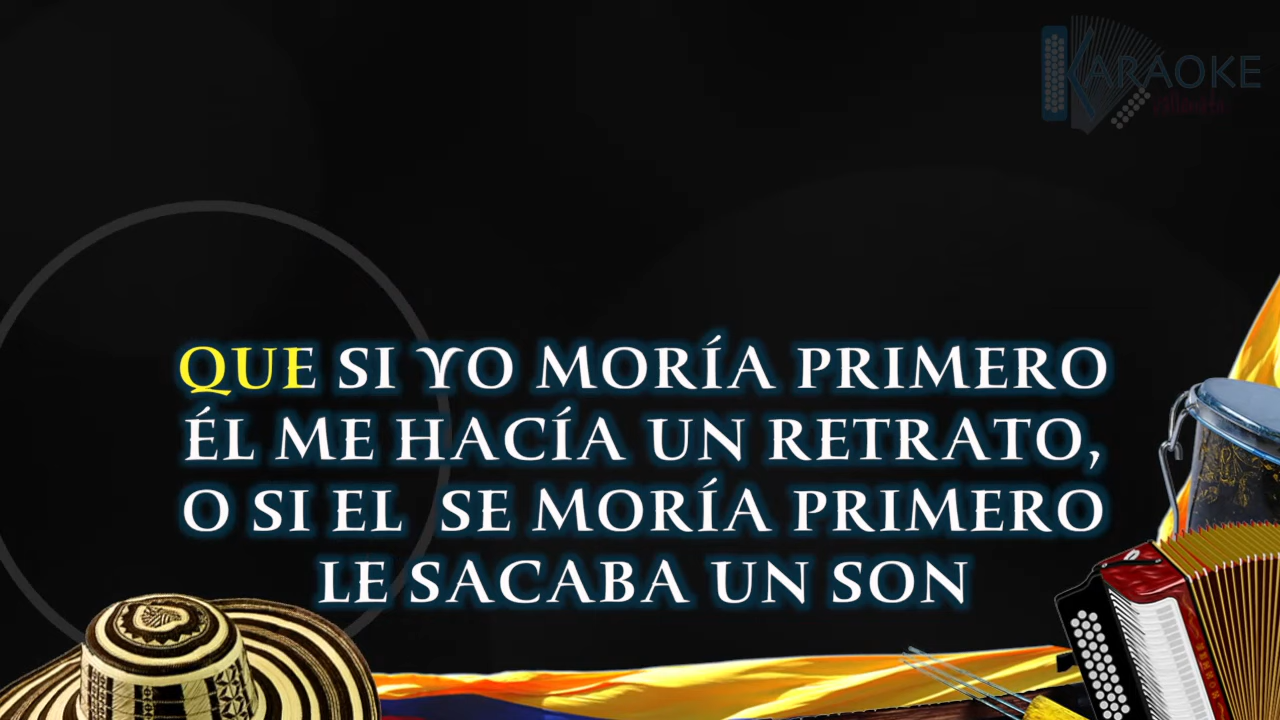 KARAOKE
QUE SI YO MORÍA PRIMERO
ÉL ME HACÍA UN RETRATO,
O SI EL SE MORÍA PRIMERO
LE SACABA UN SON